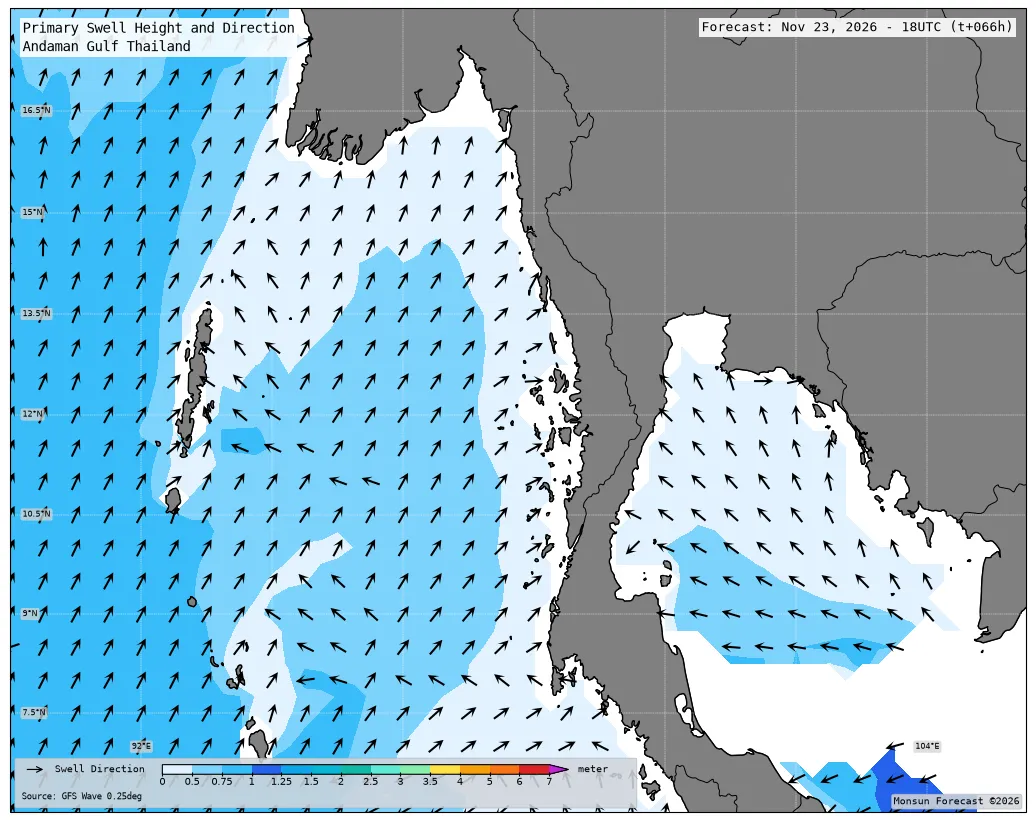 Primary Swell Height and Direction
Andaman Gulf Thailand
Forecast: Nov 23, 2026 - 18UTC (t+066h)
16.5°N
15°N
13.5°N
12°N
10.5°N
9°N
7.5°N
92°E
104°E
Swell Direction
0 0.5 0.75 1 1.25 1.5 2 2.5 3 3.5 4 5 6 7
meter
Source: GFS Wave 0.25deg
Monsun Forecast ©2026